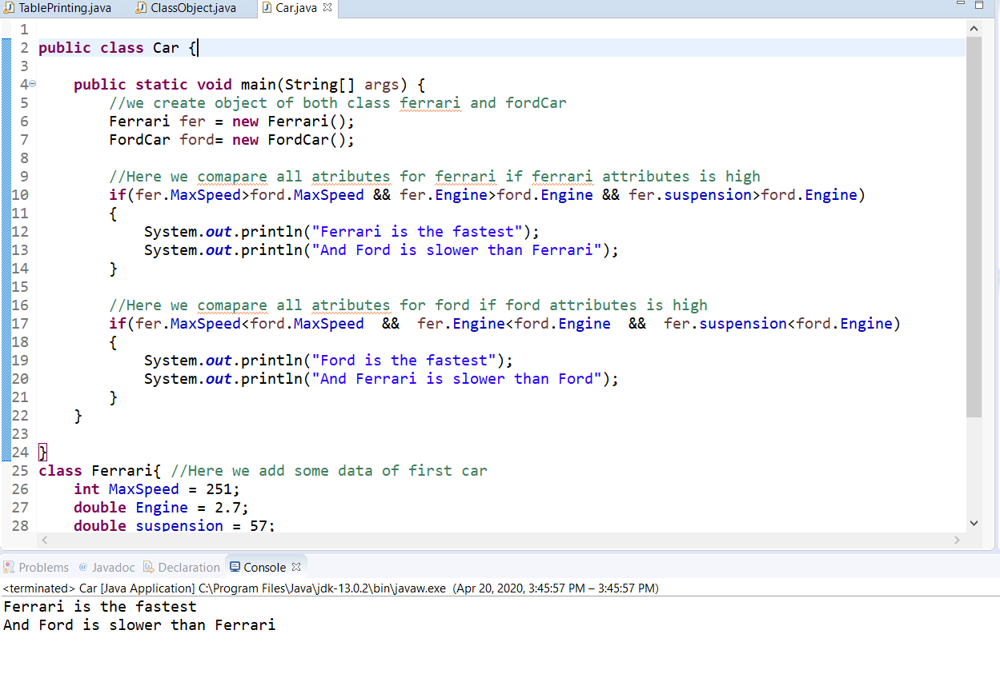 TablePrinting.java ClassObject.java Car.java
1
2 public class Car {
3
4 public static void main(String[] args) {
5 //we create object of both class ferrari and fordCar
6 Ferrari fer = new Ferrari();
7 FordCar ford= new FordCar();
8
9 //Here we comapare all atributes for ferrari if ferrari attributes is high
10 if(fer.MaxSpeed>ford.MaxSpeed && fer.Engine>ford.Engine && fer.suspension>ford.Engine)
11 {
12 System.out.println("Ferrari is the fastest");
13 System.out.println("And Ford is slower than Ferrari");
14 }
15
16 //Here we comapare all atributes for ford if ford attributes is high
17 if(fer.MaxSpeed<ford.MaxSpeed && fer.Engine<ford.Engine && fer.suspension<ford.Engine)
18 {
19 System.out.println("Ford is the fastest");
20 System.out.println("And Ferrari is slower than Ford");
21 }
22 }
23
24 }
25 class Ferrari{ //Here we add some data of first car
26 int MaxSpeed = 251;
27 double Engine = 2.7;
28 double suspension = 57;
Problems @ Javadoc Declaration Console
<terminated> Car [Java Application] C:\Program Files\Java\jdk-13.0.2\bin\javaw.exe (Apr 20, 2020, 3:45:57 PM – 3:45:57 PM)
Ferrari is the fastest
And Ford is slower than Ferrari